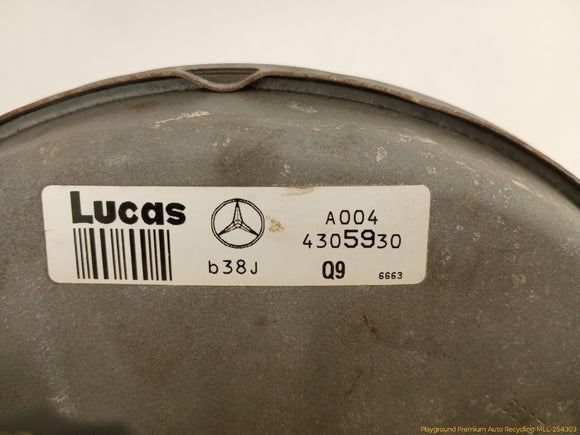 Lucas
A004
4305930
b38J
Q9
6663
Playground Premium Auto Recycling-MLL-254303